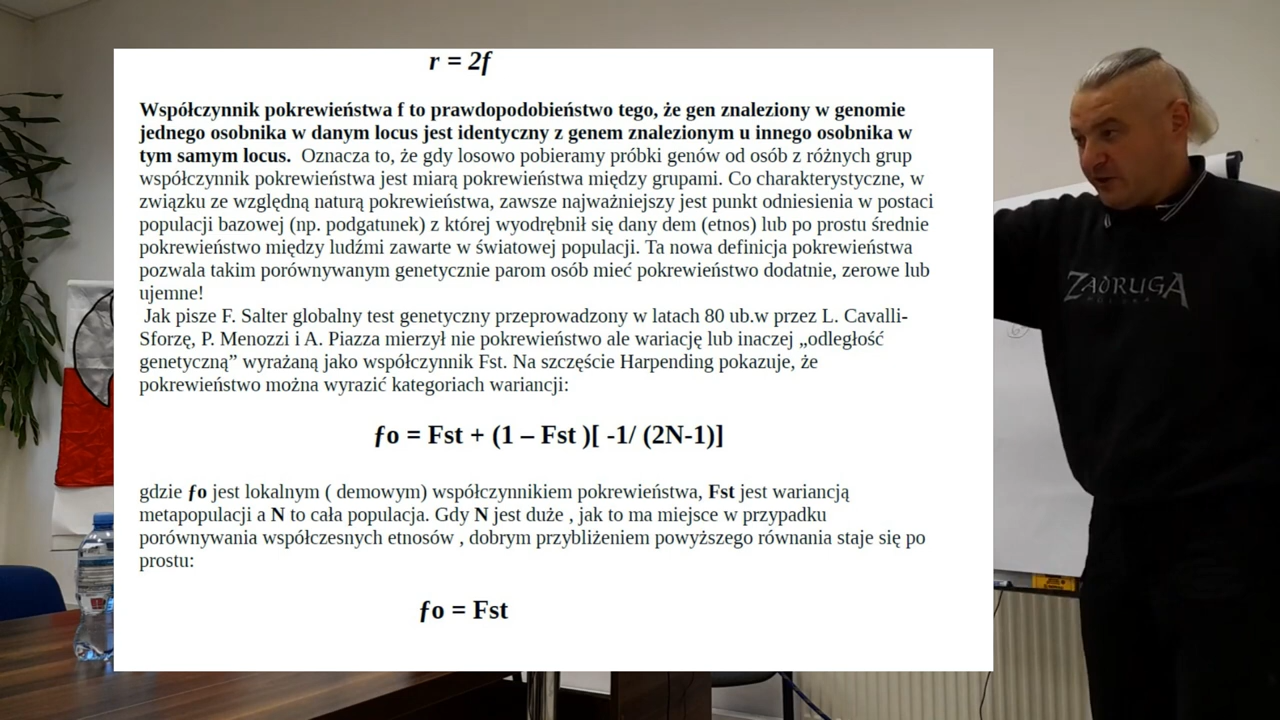 r = 2f
Współczynnik pokrewieństwa f to prawdopodobieństwo tego, że gen znaleziony w genomie
jednego osobnika w danym locus jest identyczny z genem znalezionym u innego osobnika w
tym samym locus. Oznacza to, że gdy losowo pobieramy próbki genów od osób z różnych grup
współczynnik pokrewieństwa jest miarą pokrewieństwa między grupami. Co charakterystyczne, w
związku ze względną naturą pokrewieństwa, zawsze najważniejszy jest punkt odniesienia w postaci
populacji bazowej (np. podgatunek) z której wyodrębnił się dany dem (etnos) lub po prostu średnie
pokrewieństwo między ludźmi zawarte w światowej populacji. Ta nowa definicja pokrewieństwa
pozwala takim porównywanym genetycznie parom osób mieć pokrewieństwo dodatnie, zerowe lub
ujemne!
Jak pisze F. Salter globalny test genetyczny przeprowadzony w latach 80 ub.w przez L. Cavalli-
Sforzę, P. Menozzi i A. Piazza mierzył nie pokrewieństwo ale wariację lub inaczej „odległość
genetyczną” wyrażaną jako współczynnik Fst. Na szczęście Harpending pokazuje, że
pokrewieństwo można wyrazić kategoriach wariancji:
ƒo = Fst + (1 – Fst )[ -1/ (2N-1)]
gdzie ƒo jest lokalnym ( demowym) współczynnikiem pokrewieństwa, Fst jest wariancją
metapopulacji a N to cała populacja. Gdy N jest duże , jak to ma miejsce w przypadku
porównywania współczesnych etnosów , dobrym przybliżeniem powyższego równania staje się po
prostu:
ƒo = Fst
ZADRUGA